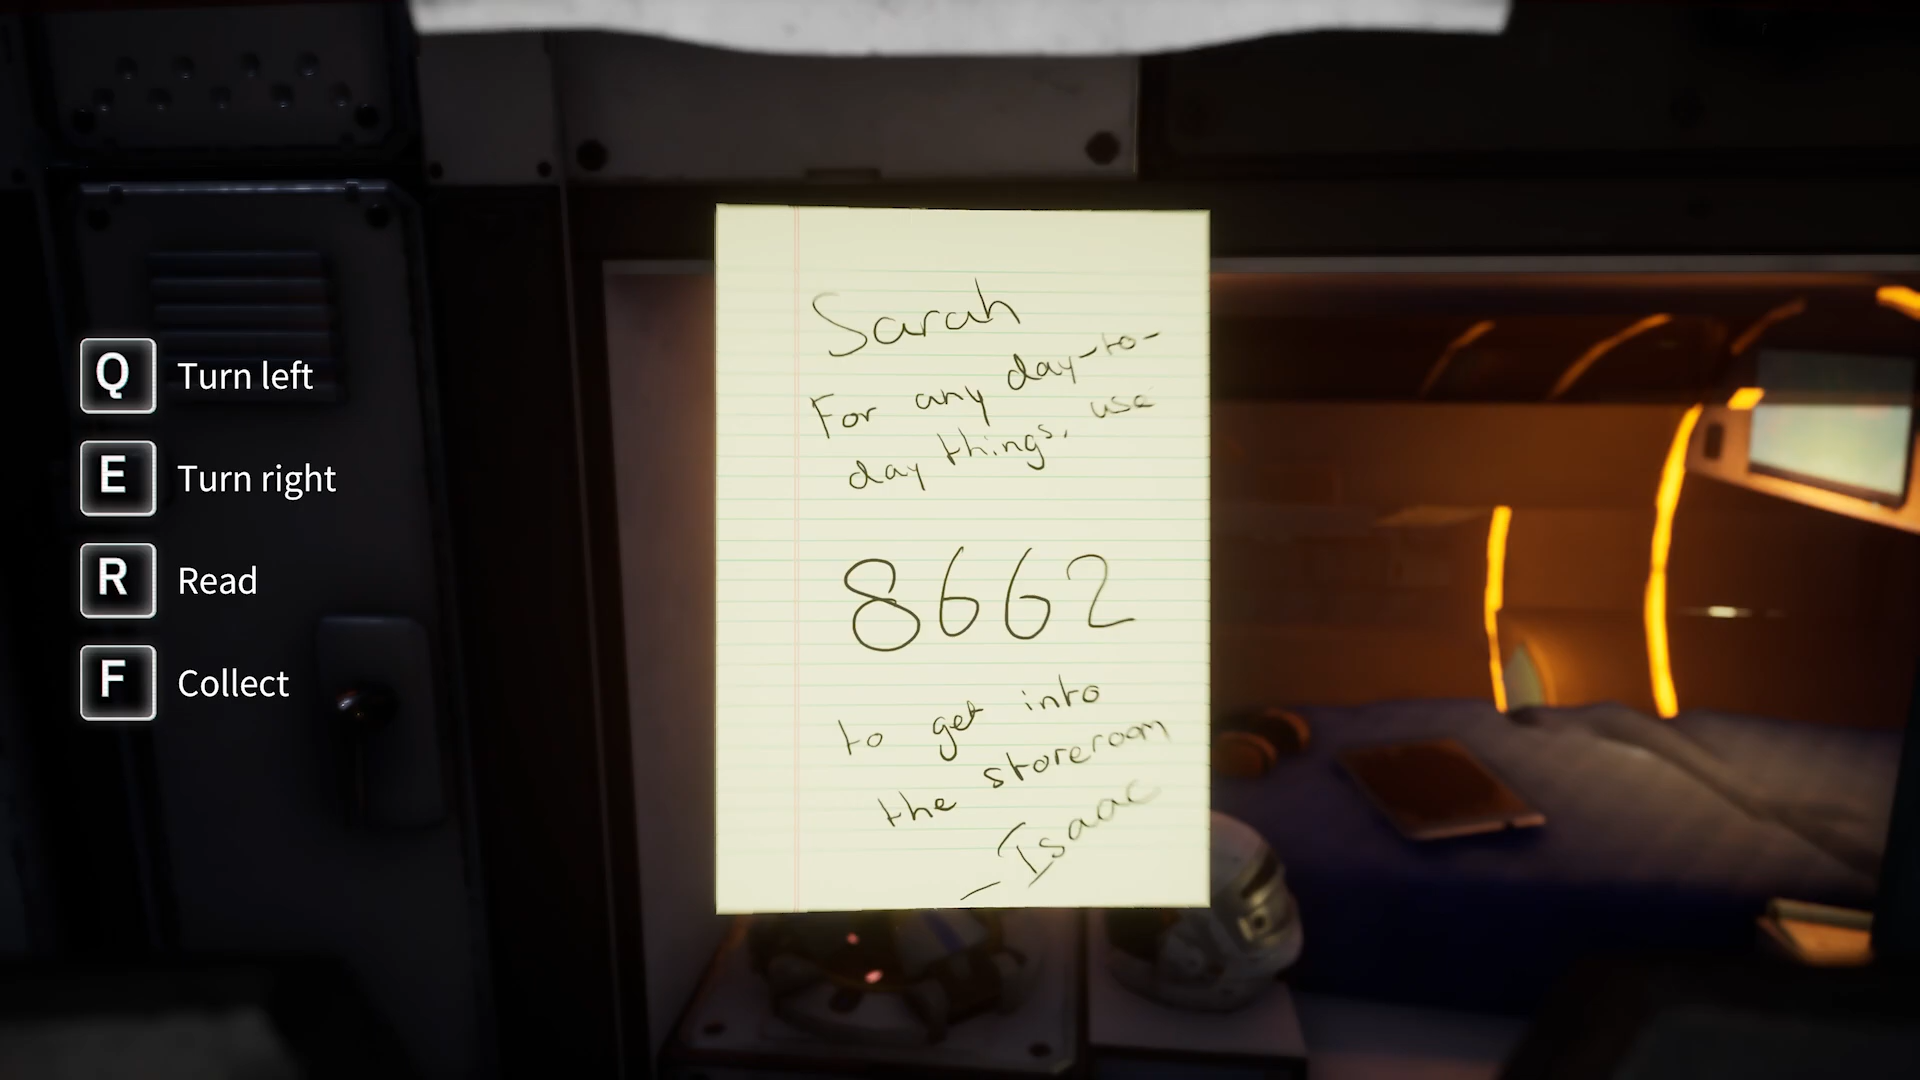 Q Turn left
E Turn right
R Read
F Collect
Sarah
For any day-to-
day things, use
8662
to get into
the storeroom
- Isaac